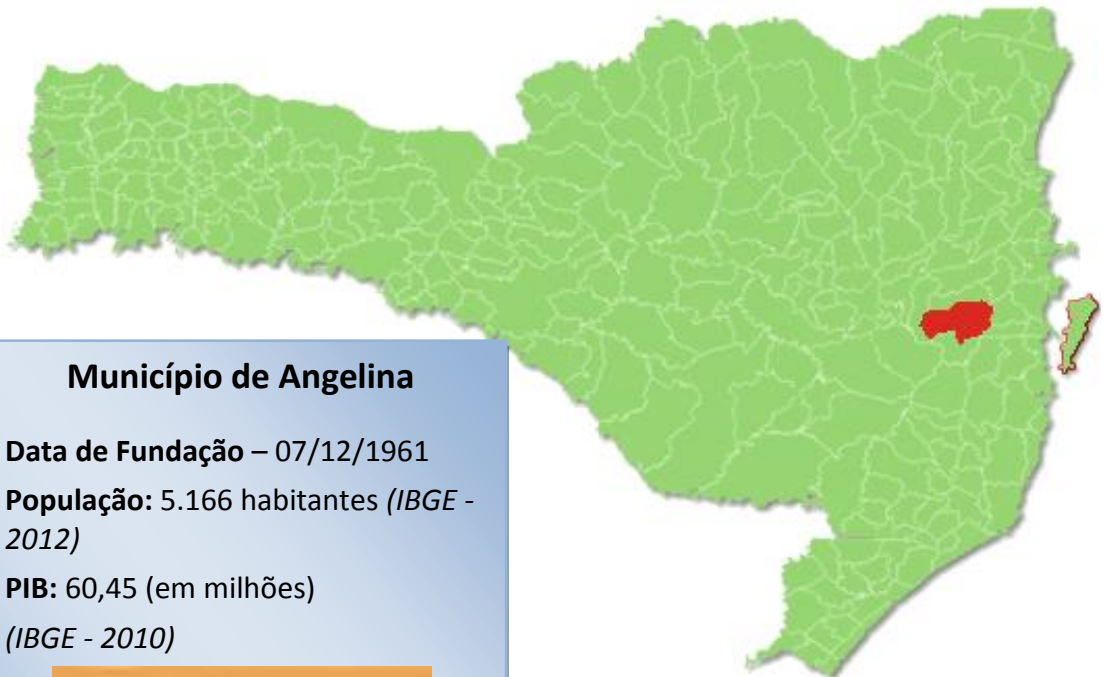 Município de Angelina
Data de Fundação – 07/12/1961
População: 5.166 habitantes (IBGE -
2012)
PIB: 60,45 (em milhões)
(IBGE - 2010)